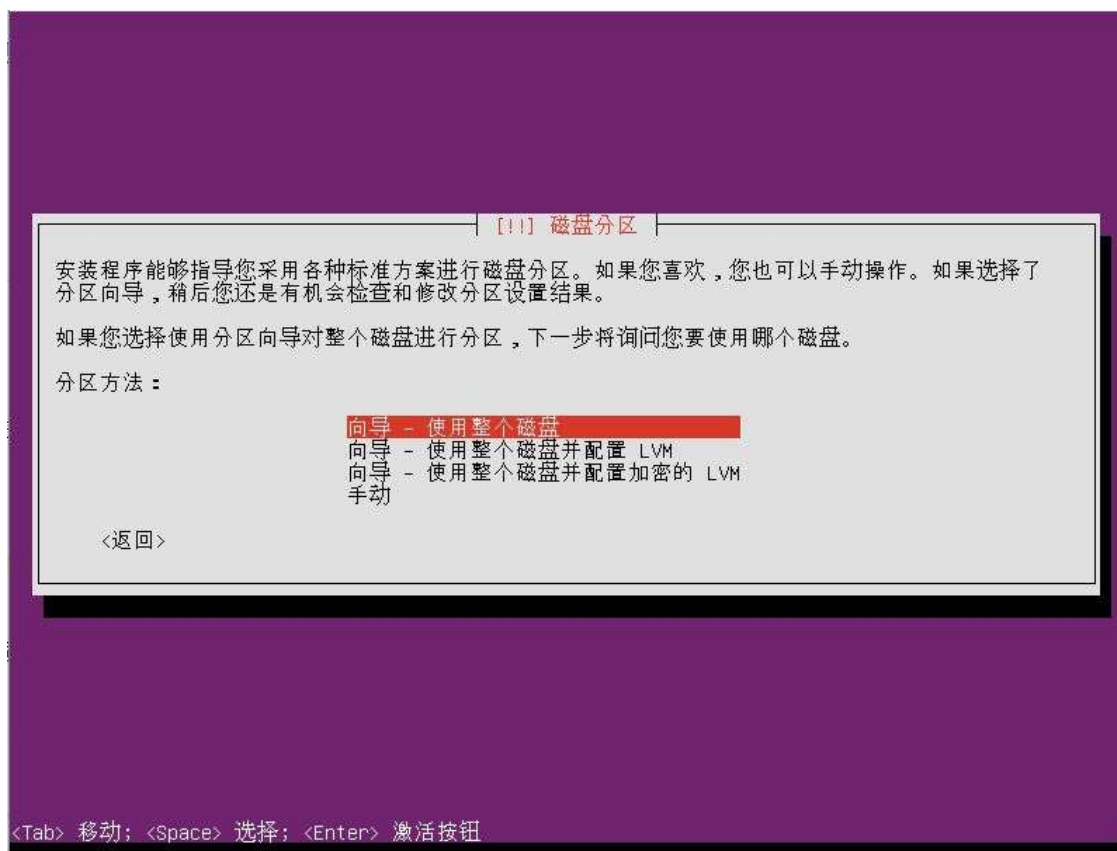 [!!] 磁盘分区
安装程序能够指导您采用各种标准方案进行磁盘分区。如果您喜欢，您也可以手动操作。如果选择了
分区向导，稍后您还是有机会检查和修改分区设置结果。
如果您选择使用分区向导对整个磁盘进行分区，下一步将询问您要使用哪个磁盘。
分区方法：
向导 - 使用整个磁盘
向导 - 使用整个磁盘并配置 LVM
向导 - 使用整个磁盘并配置加密的 LVM
手动
<返回>
<Tab> 移动; <Space> 选择; <Enter> 激活按钮